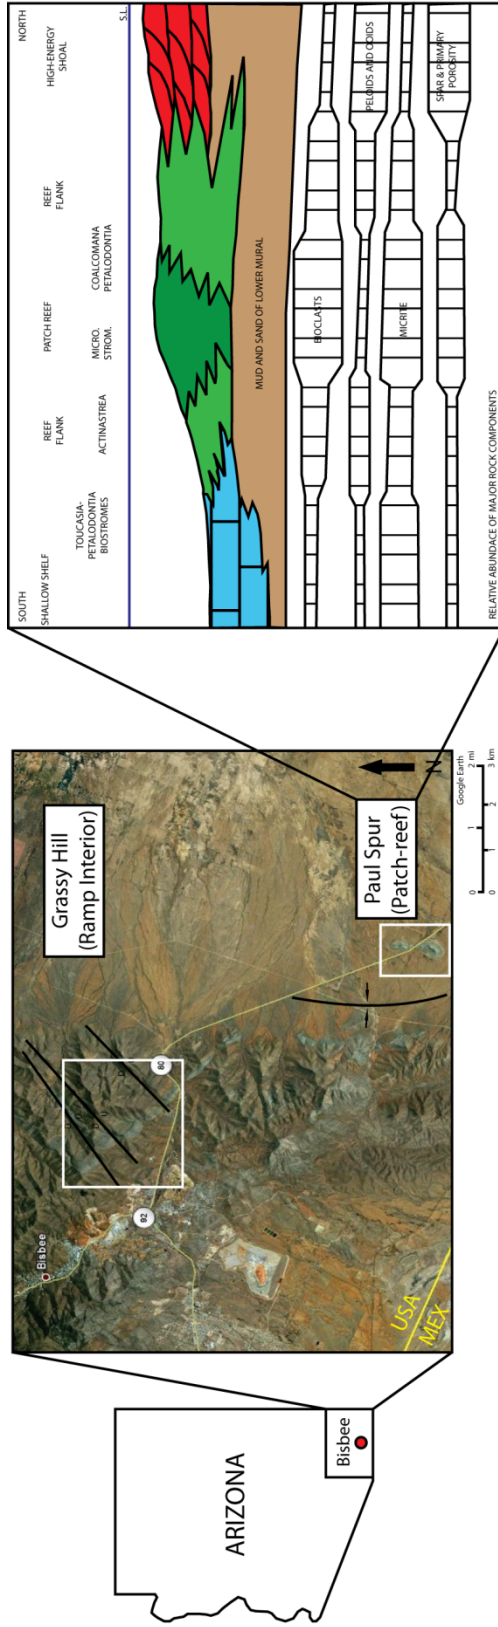 ARIZONA
Bisbee
Bisbee
92
80
Grassy Hill
(Ramp Interior)
Paul Spur
(Patch-reef)
USA
MEX
N
Google Earth
0 1 2 mi
0 1 2 3 km
SOUTH
NORTH
SHALLOW SHELF
REEF
FLANK
PATCH REEF
REEF
FLANK
HIGH-ENERGY
SHOAL
TOUCASIA-
PETALODONTIA
BIOSTROMES
ACTINASTREA
MICRO.
STROM.
COALCOMANA
PETALODONTIA
S.L.
MUD AND SAND OF LOWER MURAL
BIOCLASTS
PELOIDS AND OOIDS
MICRITE
SPAR & PRIMARY
POROSITY
RELATIVE ABUNDACE OF MAJOR ROCK COMPONENTS